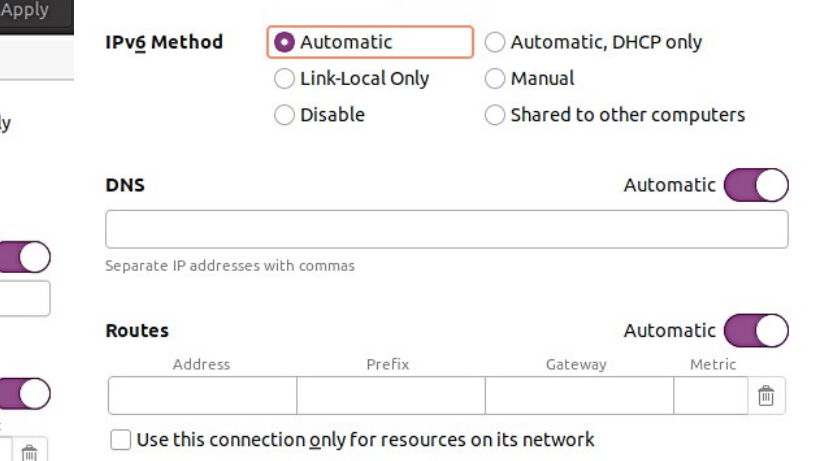 Apply
IPv6 Method
Automatic
Automatic, DHCP only
Link-Local Only
Manual
Disable
Shared to other computers
ly
DNS
Automatic
Separate IP addresses with commas
Routes
Automatic
Address Prefix Gateway Metric
Use this connection only for resources on its network